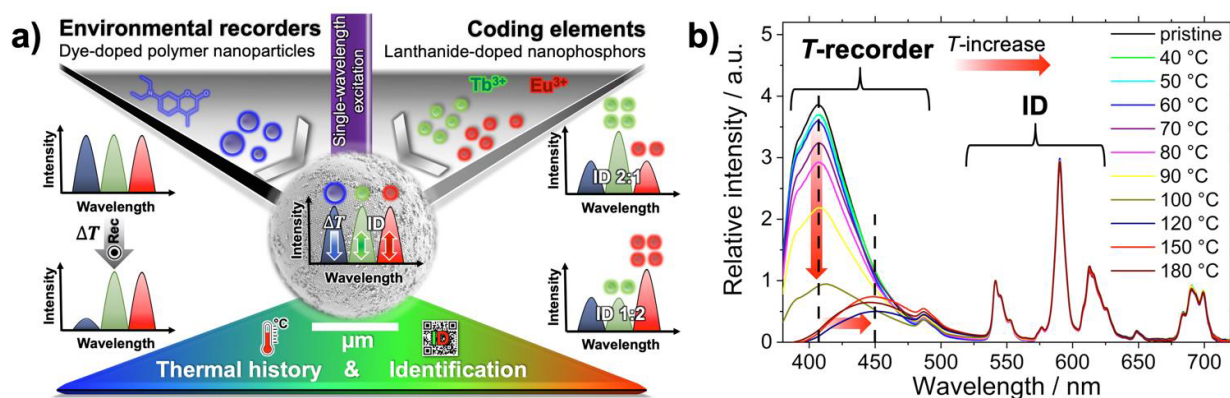 a)
Environmental recorders
Dye-doped polymer nanoparticles
Single-wavelength
excitation
Coding elements
Lanthanide-doped nanophosphors
Tb³⁺
Eu³⁺
N
O
O
Intensity
Wavelength
ΔT
Rec
Intensity
Wavelength
Intensity
ΔT
ID
Wavelength
Intensity
ID 2:1
Wavelength
Intensity
ID 1:2
Wavelength
°C
µm
ID
Thermal history & Identification
b)
Relative intensity / a.u.
4
3
2
1
0
T-recorder
T-increase
ID
pristine
40 °C
50 °C
60 °C
70 °C
80 °C
90 °C
100 °C
120 °C
150 °C
180 °C
400 450 500 550 600 650 700
Wavelength / nm